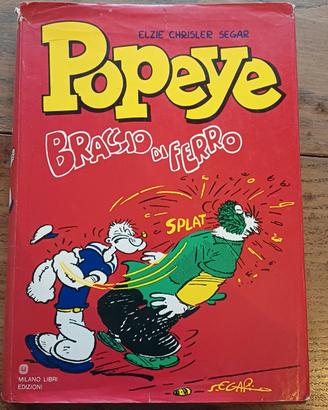 ELZIE CHRISLER SEGAR
POPEYE
BRACCIO DI FERRO
SPLAT
SEGAR
MILANO LIBRI
EDIZIONI